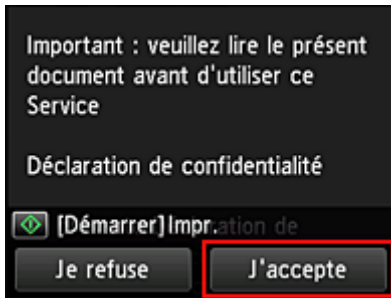 Important : veuillez lire le présent
document avant d'utiliser ce
Service
Déclaration de confidentialité
[Démarrer]Impr.ation de
Je refuse
J'accepte